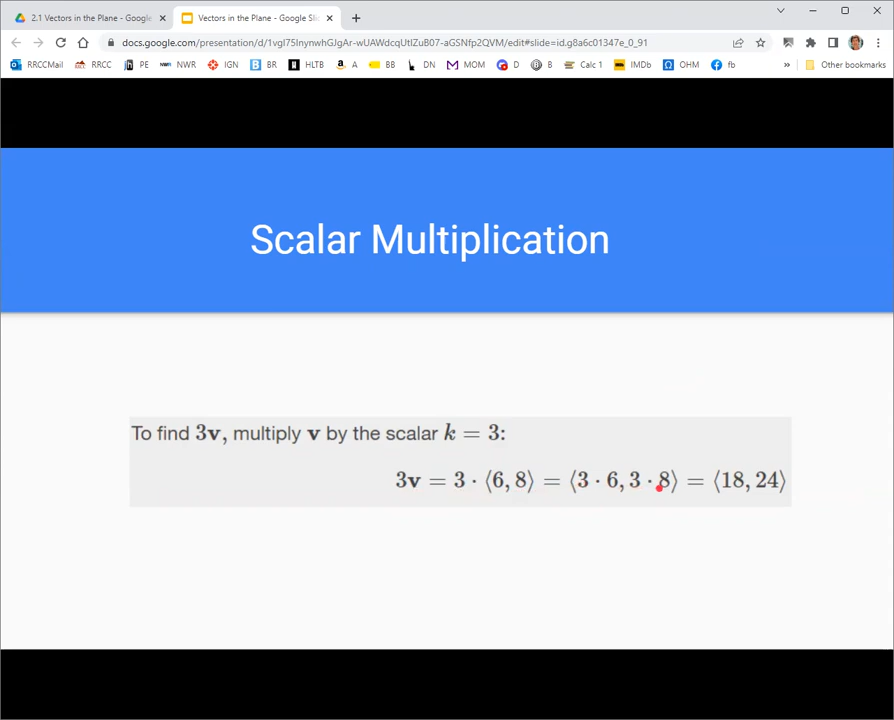 2.1 Vectors in the Plane - Google
Vectors in the Plane - Google Slic
docs.google.com/presentation/d/1vgI75InynwhGJgAr-wUAWdcqUtlZuB07-aGSNfp2QVM/edit#slide=id.g8a6c01347e_0_91
RRCCMail RRCC PE NWR IGN BR HLTB A BB DN MOM D B Calc 1 IMDb OHM fb » Other bookmarks
Scalar Multiplication
To find 3v, multiply v by the scalar k = 3:
3v = 3 · ⟨6, 8⟩ = ⟨3 · 6, 3 · 8⟩ = ⟨18, 24⟩